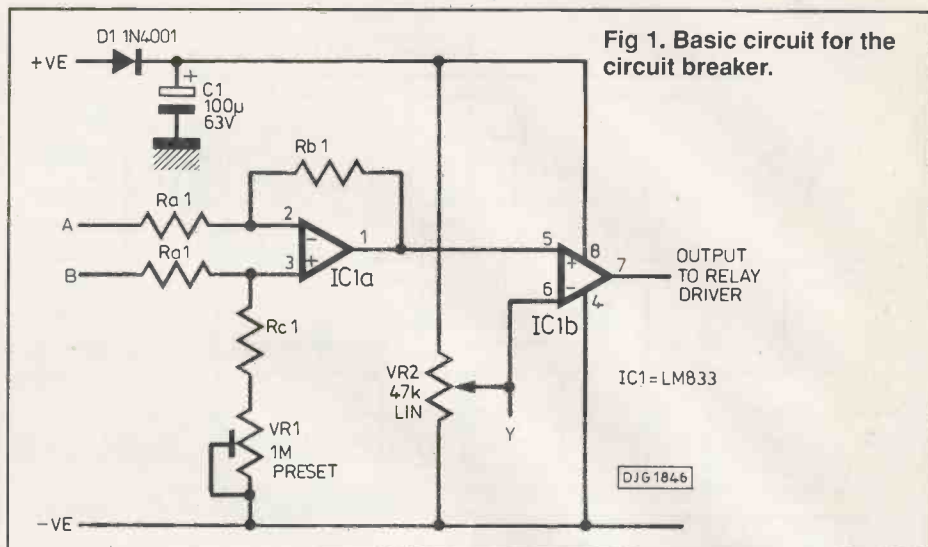 D1 1N4001
+VE
+
C1
100µ
63V
Fig 1. Basic circuit for the
circuit breaker.
Rb 1
A
Ra 1
2
-
1
B
Ra1
3
+
IC1a
5
+
8
7
OUTPUT
TO RELAY
DRIVER
6
-
4
IC1b
Rc 1
VR2
47k
LIN
Y
IC1=LM833
VR1
1M
PRESET
DJG1846
-VE